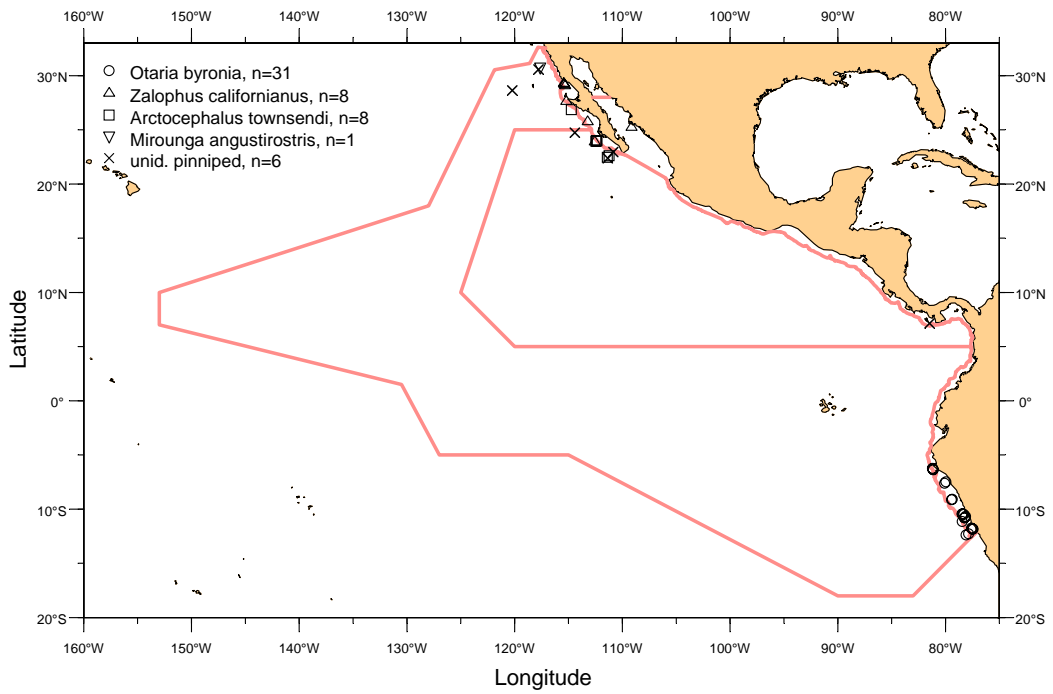 160°W 150°W 140°W 130°W 120°W 110°W 100°W 90°W 80°W
30°N 30°N
Otaria byronia, n=31
Zalophus californianus, n=8
Arctocephalus townsendi, n=8
Mirounga angustirostris, n=1
unid. pinniped, n=6
20°N 20°N
10°N 10°N
Latitude
0° 0°
10°S 10°S
20°S 20°S
160°W 150°W 140°W 130°W 120°W 110°W 100°W 90°W 80°W
Longitude